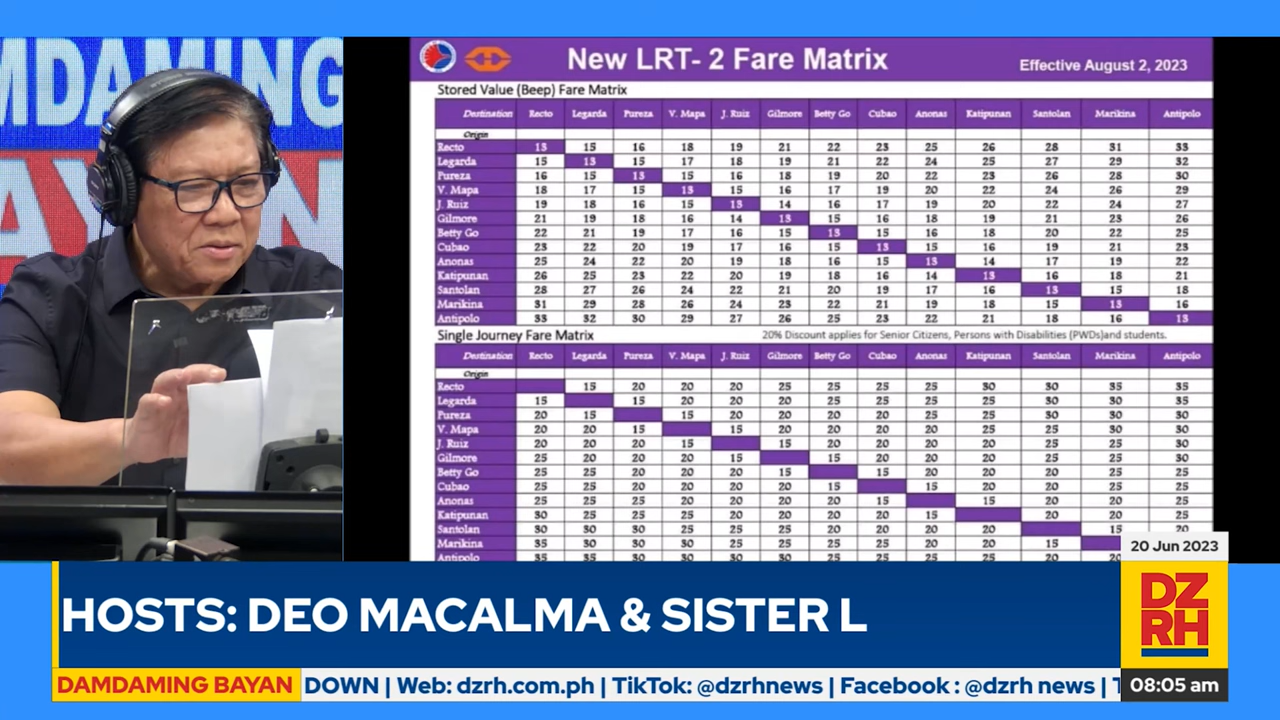 MDAMING
AYAN
New LRT- 2 Fare Matrix
Effective August 2, 2023
Stored Value (Beep) Fare Matrix
Destination Recto Legarda Pureza V. Mapa J. Ruiz Gilmore Betty Go Cubao Anonas Katipunan Santolan Marikina Antipolo
Origin
Recto 13 15 16 18 19 21 22 23 25 26 28 31 33
Legarda 15 13 15 17 18 19 21 22 24 25 27 29 32
Pureza 16 15 13 15 16 18 19 20 22 23 26 28 30
V. Mapa 18 17 15 13 15 16 17 19 20 22 24 26 29
J. Ruiz 19 18 16 15 13 14 16 17 19 20 22 24 27
Gilmore 21 19 18 16 14 13 15 16 18 19 21 23 26
Betty Go 22 21 19 17 16 15 13 15 16 18 20 22 25
Cubao 23 22 20 19 17 16 15 13 15 16 19 21 23
Anonas 25 24 22 20 19 18 16 15 13 14 17 19 22
Katipunan 26 25 23 22 20 19 18 16 14 13 16 18 21
Santolan 28 27 26 24 22 21 20 19 17 16 13 15 18
Marikina 31 29 28 26 24 23 22 21 19 18 15 13 16
Antipolo 33 32 30 29 27 26 25 23 22 21 18 16 13
Single Journey Fare Matrix
20% Discount applies for Senior Citizens, Persons with Disabilities (PWDs)and students.
Destination Recto Legarda Pureza V. Mapa J. Ruiz Gilmore Betty Go Cubao Anonas Katipunan Santolan Marikina Antipolo
Origin
Recto 15 20 20 20 25 25 25 25 30 30 35 35
Legarda 15 15 20 20 20 25 25 25 25 30 30 35
Pureza 20 15 15 20 20 20 20 25 25 30 30 30
V. Mapa 20 20 15 15 20 20 20 20 25 25 30 30
J. Ruiz 20 20 20 15 15 20 20 20 20 25 25 30
Gilmore 25 20 20 20 15 15 20 20 20 25 25 30
Betty Go 25 25 20 20 20 15 15 20 20 20 25 25
Cubao 25 25 20 20 20 20 15 15 20 20 25 25
Anonas 25 25 25 20 20 20 20 15 15 20 20 25
Katipunan 30 25 25 25 20 20 20 20 15 20 20 25
Santolan 30 30 30 25 25 25 20 20 20 20 15 20
Marikina 35 30 30 30 25 25 25 25 20 20 15
Antipolo 35 35 30 30 30 30 25 25 25 25 20 20
20 Jun 2023
HOSTS: DEO MACALMA & SISTER L
DZ
RH
DAMDAMING BAYAN DOWN | Web: dzrh.com.ph | TikTok: @dzrhnews | Facebook : @dzrh news | T
08:05 am